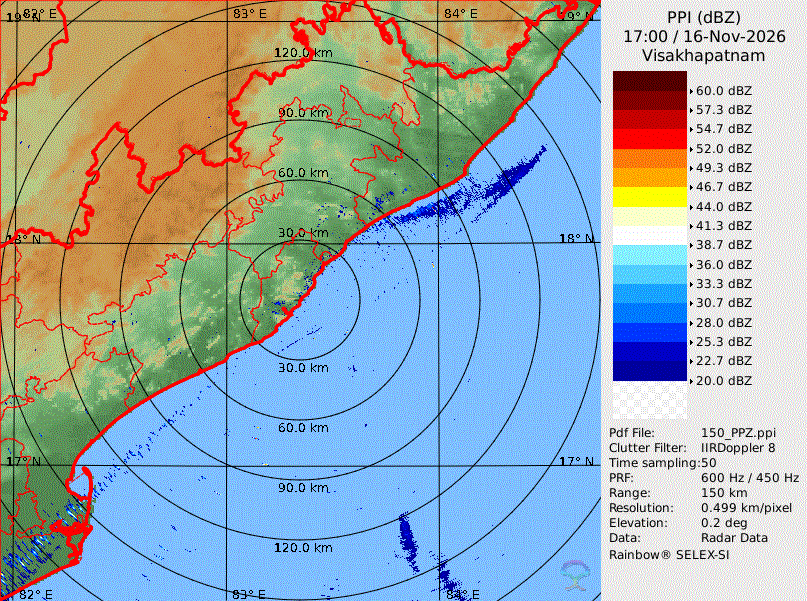 PPI (dBZ)
17:00 / 16-Nov-2026
Visakhapatnam
60.0 dBZ
57.3 dBZ
54.7 dBZ
52.0 dBZ
49.3 dBZ
46.7 dBZ
44.0 dBZ
41.3 dBZ
38.7 dBZ
36.0 dBZ
33.3 dBZ
30.7 dBZ
28.0 dBZ
25.3 dBZ
22.7 dBZ
20.0 dBZ
Pdf File: 150_PPZ.ppi
Clutter Filter: IIRDoppler 8
Time sampling:50
PRF: 600 Hz / 450 Hz
Range: 150 km
Resolution: 0.499 km/pixel
Elevation: 0.2 deg
Data: Radar Data
Rainbow® SELEX-SI
82° E
83° E
84° E
19° N
19° N
120.0 km
90.0 km
60.0 km
30.0 km
18° N
18° N
30.0 km
60.0 km
17° N
17° N
90.0 km
120.0 km
82° E
83° E
84° E